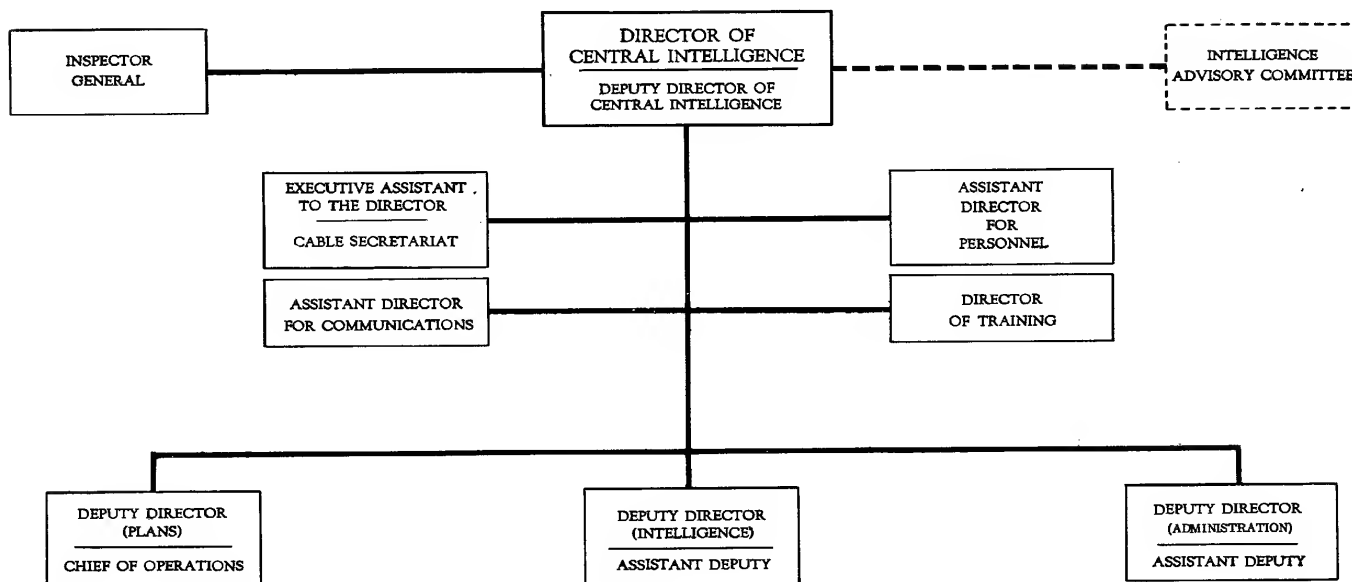 INSPECTOR
GENERAL
DIRECTOR OF
CENTRAL INTELLIGENCE
DEPUTY DIRECTOR OF
CENTRAL INTELLIGENCE
INTELLIGENCE
ADVISORY COMMITTEE
EXECUTIVE ASSISTANT
TO THE DIRECTOR
CABLE SECRETARIAT
ASSISTANT
DIRECTOR
FOR
PERSONNEL
ASSISTANT DIRECTOR
FOR COMMUNICATIONS
DIRECTOR
OF TRAINING
DEPUTY DIRECTOR
(PLANS)
CHIEF OF OPERATIONS
DEPUTY DIRECTOR
(INTELLIGENCE)
ASSISTANT DEPUTY
DEPUTY DIRECTOR
(ADMINISTRATION)
ASSISTANT DEPUTY